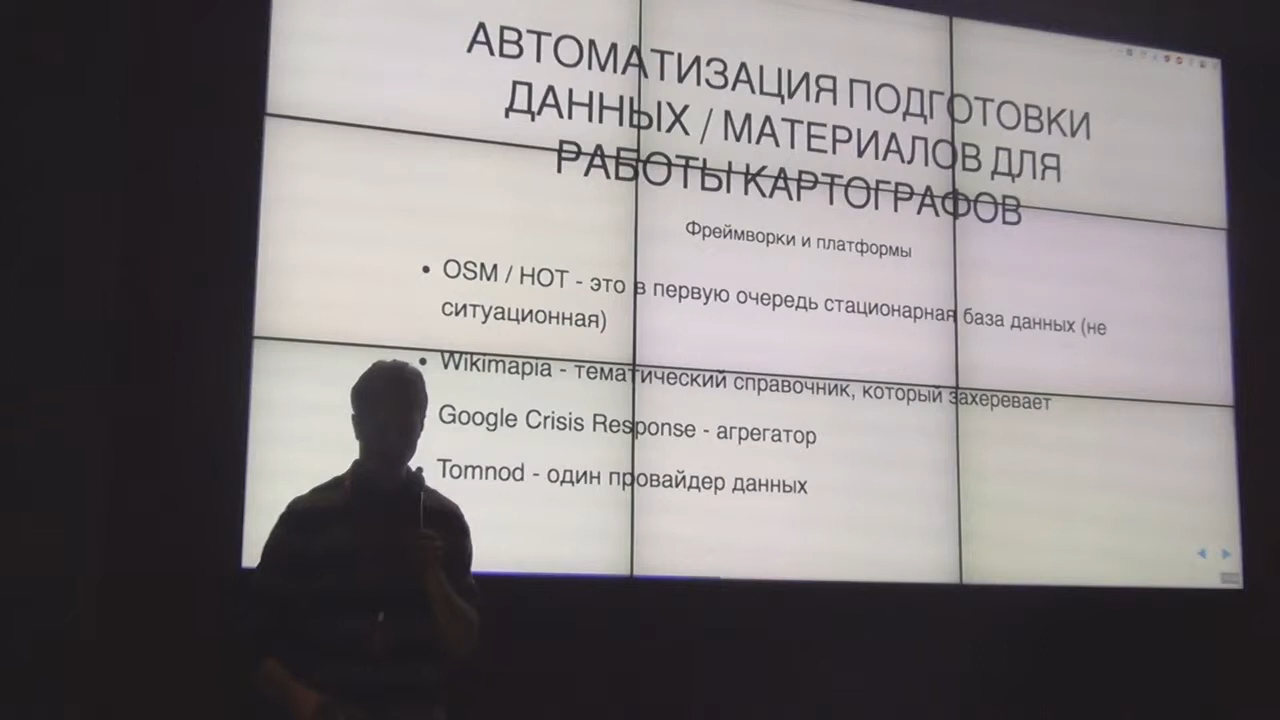 АВТОМАТИЗАЦИЯ ПОДГОТОВКИ
ДАННЫХ / МАТЕРИАЛОВ ДЛЯ
РАБОТЫ КАРТОГРАФОВ
Фреймворки и платформы
• OSM / HOT - это в первую очередь стационарная база данных (не
ситуационная)
• Wikimapia - тематический справочник, который захеревает
Google Crisis Response - агрегатор
Tomnod - один провайдер данных